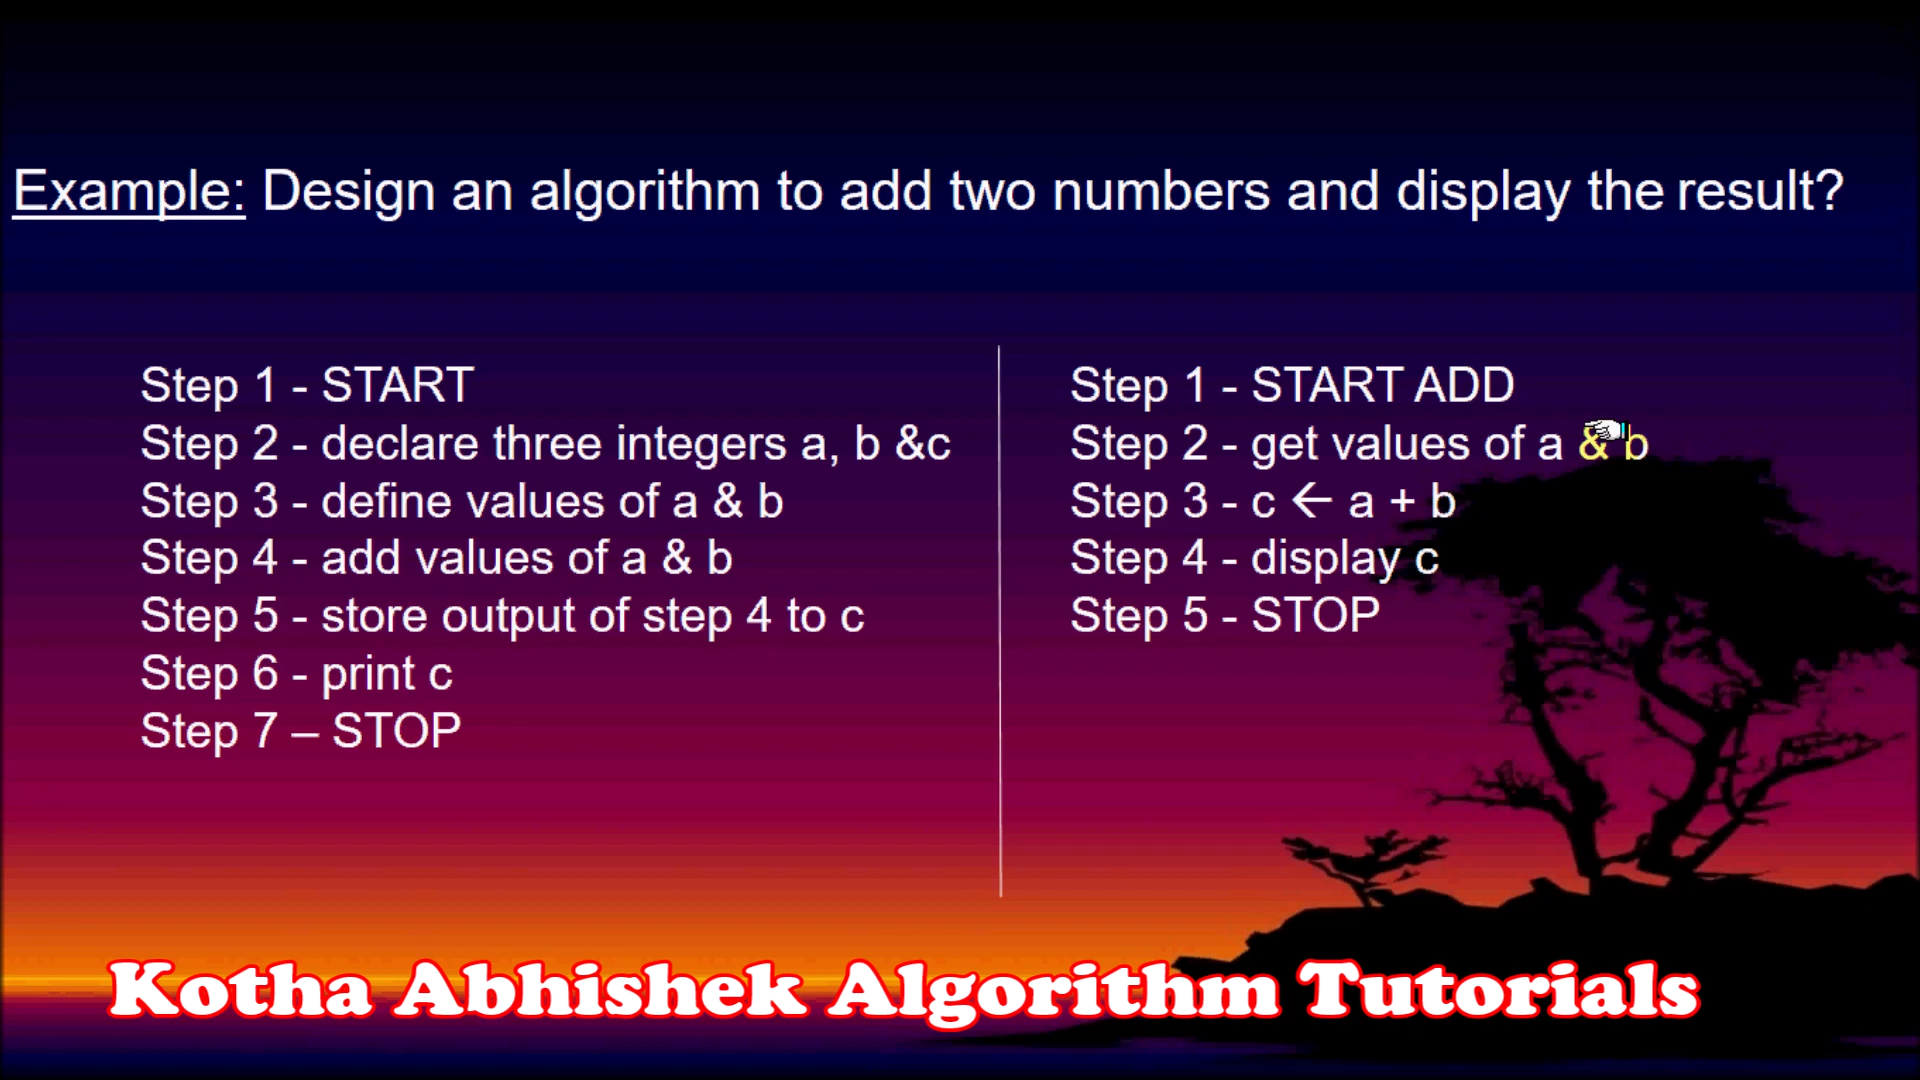 Example: Design an algorithm to add two numbers and display the result?
Step 1 - START
Step 2 - declare three integers a, b &c
Step 3 - define values of a & b
Step 4 - add values of a & b
Step 5 - store output of step 4 to c
Step 6 - print c
Step 7 – STOP
Step 1 - START ADD
Step 2 - get values of a & b
Step 3 - c ← a + b
Step 4 - display c
Step 5 - STOP
Kotha Abhishek Algorithm Tutorials